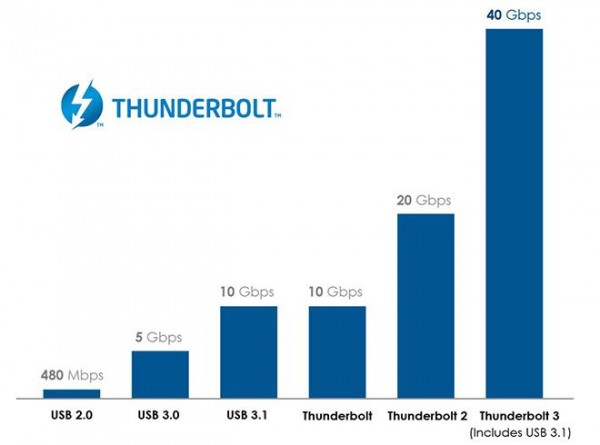 40 Gbps
THUNDERBOLT™
20 Gbps
10 Gbps
10 Gbps
5 Gbps
480 Mbps
USB 2.0
USB 3.0
USB 3.1
Thunderbolt
Thunderbolt 2
Thunderbolt 3
(Includes USB 3.1)